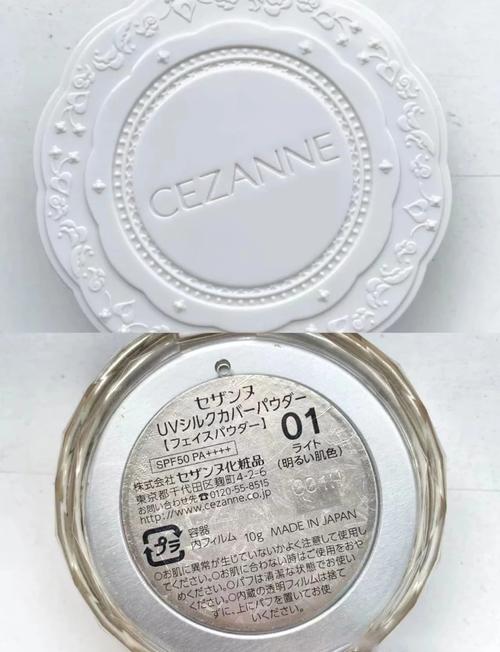 CEZANNE
セザンヌ
UVシルクカバーパウダー
【フェイスパウダー】
01
ライト
(明るい肌色)
SPF50 PA++++
株式会社セザンヌ化粧品
東京都千代田区麹町4-2-6
お問い合わせ先☎0120-55-8515
http://www.cezanne.co.jp
プラ
容器
内フィルム 10g MADE IN JAPAN
○お肌に異常が生じていないかよく注意して使用し
てください。○お肌に合わない時はご使用をおや
めください。○パフは清潔な状態でお使い
ください。○内蔵の透明フィルムは捨て
ずに、上にパフを置いてお使
いください。